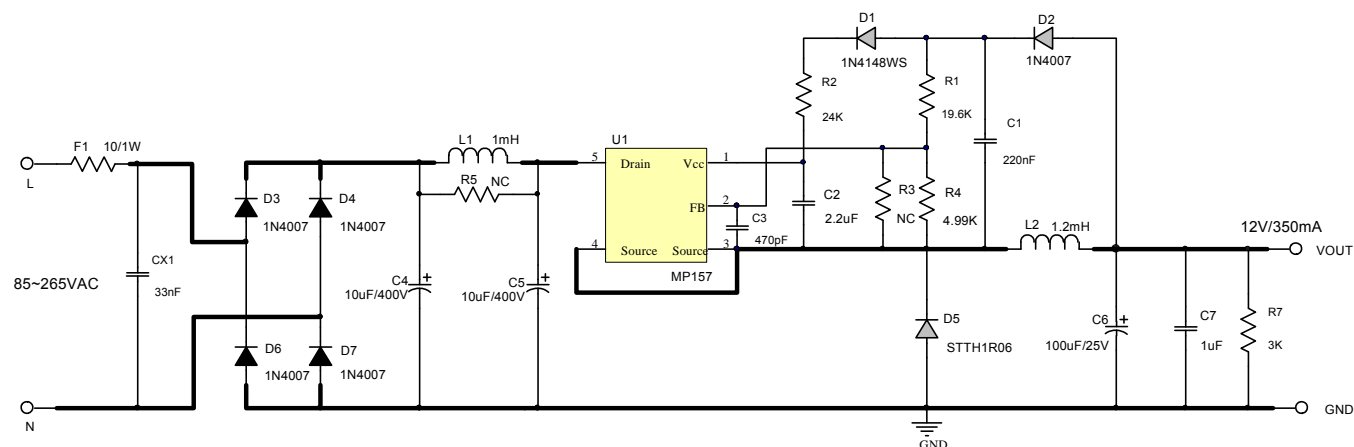 D1
1N4148WS
D2
1N4007
R2
24K
R1
19.6K
C1
220nF
F1 10/1W
L
L1 1mH
R5 NC
U1
5 Drain
Vcc 1
FB 2
4 Source
Source 3
MP157
C2
2.2uF
C3
470pF
R3
NC
R4
4.99K
D3
1N4007
D4
1N4007
L2 1.2mH
12V/350mA
VOUT
85~265VAC
CX1
33nF
C4
+
10uF/400V
C5
+
10uF/400V
D6
1N4007
D7
1N4007
D5
STTH1R06
C6
+
100uF/25V
C7
1uF
R7
3K
N
GND
GND